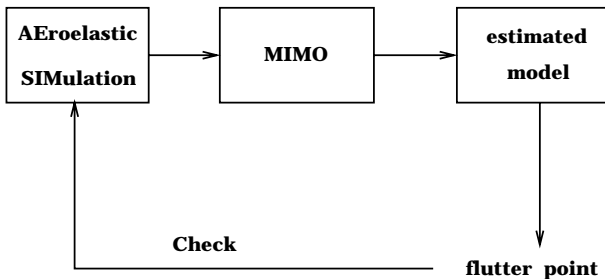 AEroelastic
SIMulation
MIMO
estimated
model
Check
flutter point